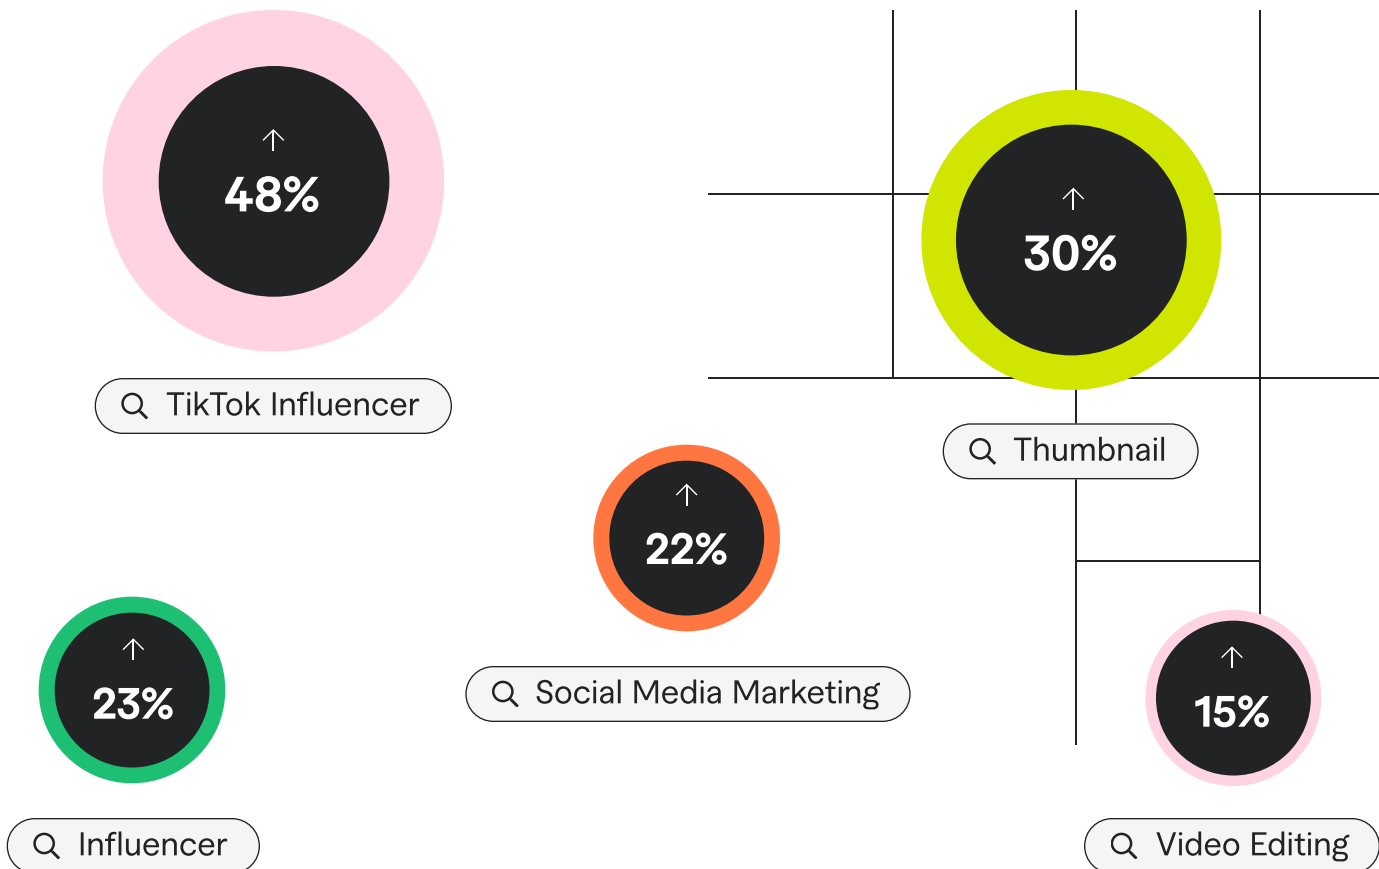 48%
TikTok Influencer
30%
Thumbnail
22%
Social Media Marketing
23%
Influencer
15%
Video Editing